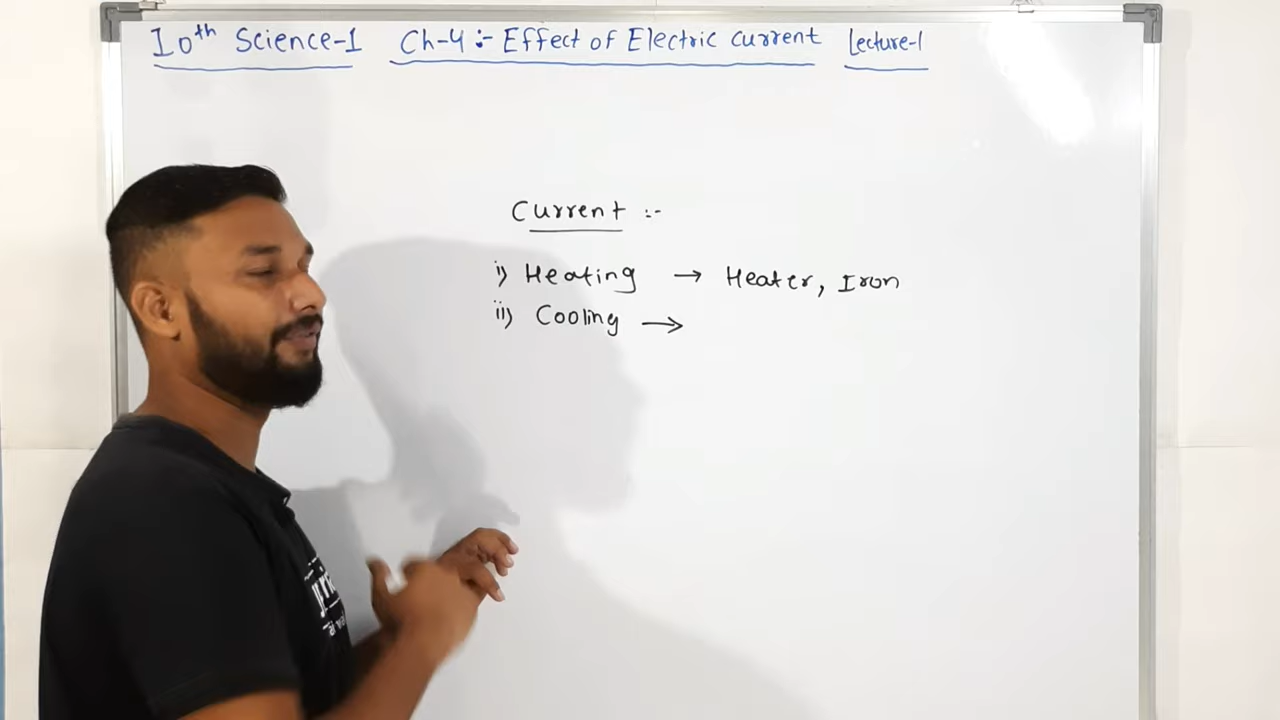 10th Science-1 Ch-4 :- Effect of Electric Current Lecture-1
Current :-
i) Heating → Heater, Iron
ii) Cooling →